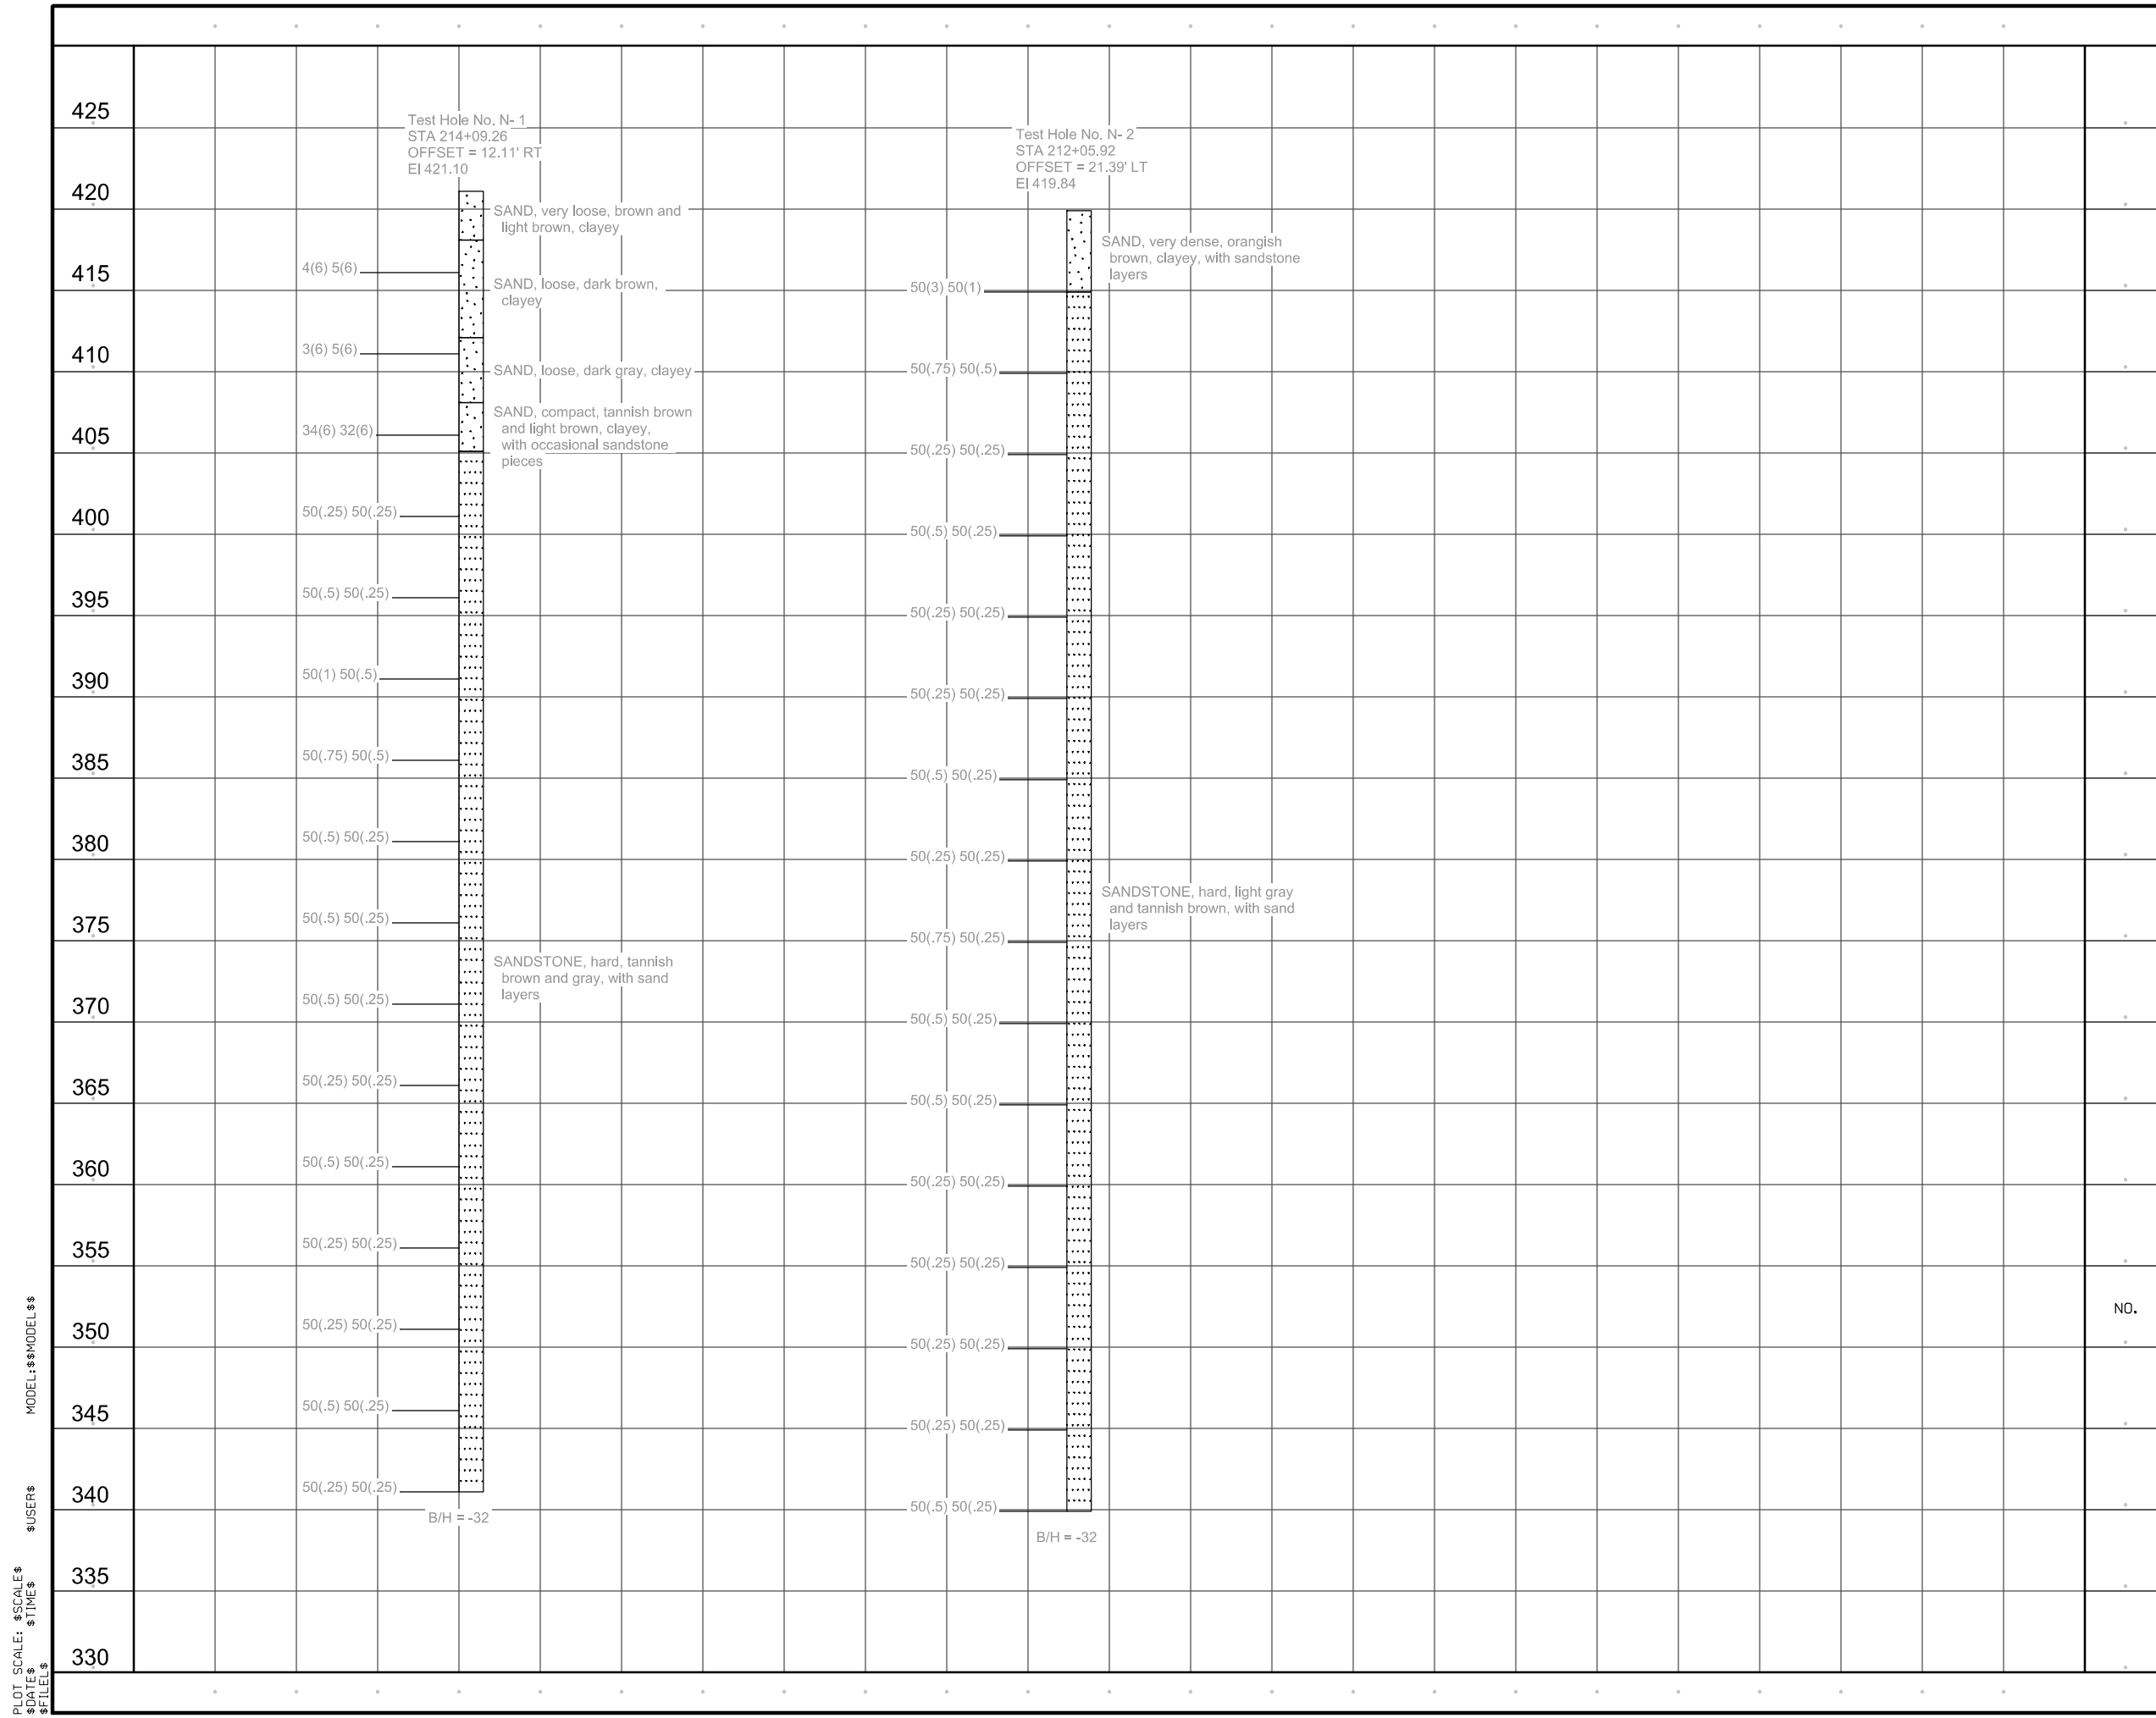 425
420
415
410
405
400
395
390
385
380
375
370
365
360
355
350
345
340
335
330
Test Hole No. N- 1
STA 214+09.26
OFFSET = 12.11' RT
El 421.10
SAND, very loose, brown and
light brown, clayey
4(6) 5(6)
SAND, loose, dark brown,
clayey
3(6) 5(6)
SAND, loose, dark gray, clayey
SAND, compact, tannish brown
and light brown, clayey,
with occasional sandstone
pieces
34(6) 32(6)
50(.25) 50(.25)
50(.5) 50(.25)
50(1) 50(.5)
50(.75) 50(.5)
50(.5) 50(.25)
50(.5) 50(.25)
SANDSTONE, hard, tannish
brown and gray, with sand
layers
50(.5) 50(.25)
50(.25) 50(.25)
50(.5) 50(.25)
50(.25) 50(.25)
50(.25) 50(.25)
50(.5) 50(.25)
50(.25) 50(.25)
B/H = -32
Test Hole No. N- 2
STA 212+05.92
OFFSET = 21.39' LT
El 419.84
SAND, very dense, orangish
brown, clayey, with sandstone
layers
50(3) 50(1)
50(.75) 50(.5)
50(.25) 50(.25)
50(.5) 50(.25)
50(.25) 50(.25)
50(.25) 50(.25)
50(.5) 50(.25)
50(.25) 50(.25)
SANDSTONE, hard, light gray
and tannish brown, with sand
layers
50(.75) 50(.25)
50(.5) 50(.25)
50(.5) 50(.25)
50(.25) 50(.25)
50(.25) 50(.25)
50(.25) 50(.25)
50(.25) 50(.25)
50(.5) 50(.25)
B/H = -32
NO.
PLOT SCALE: $SCALE$
$DATE$ $TIME$ $USER$ MODEL:$$MODEL$$
$FILEL$